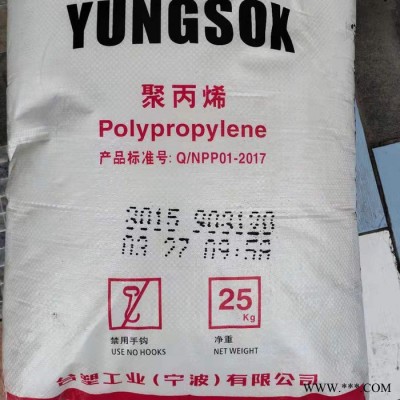 YUNGSOX
聚丙烯
Polypropylene
产品标准号: Q/NPP01-2017
3015 903120
03 27 09:58
25
Kg
禁用手钩
USE NO HOOKS
净重
NET WEIGHT
台塑工业(宁波)有限公司
www.***.COM